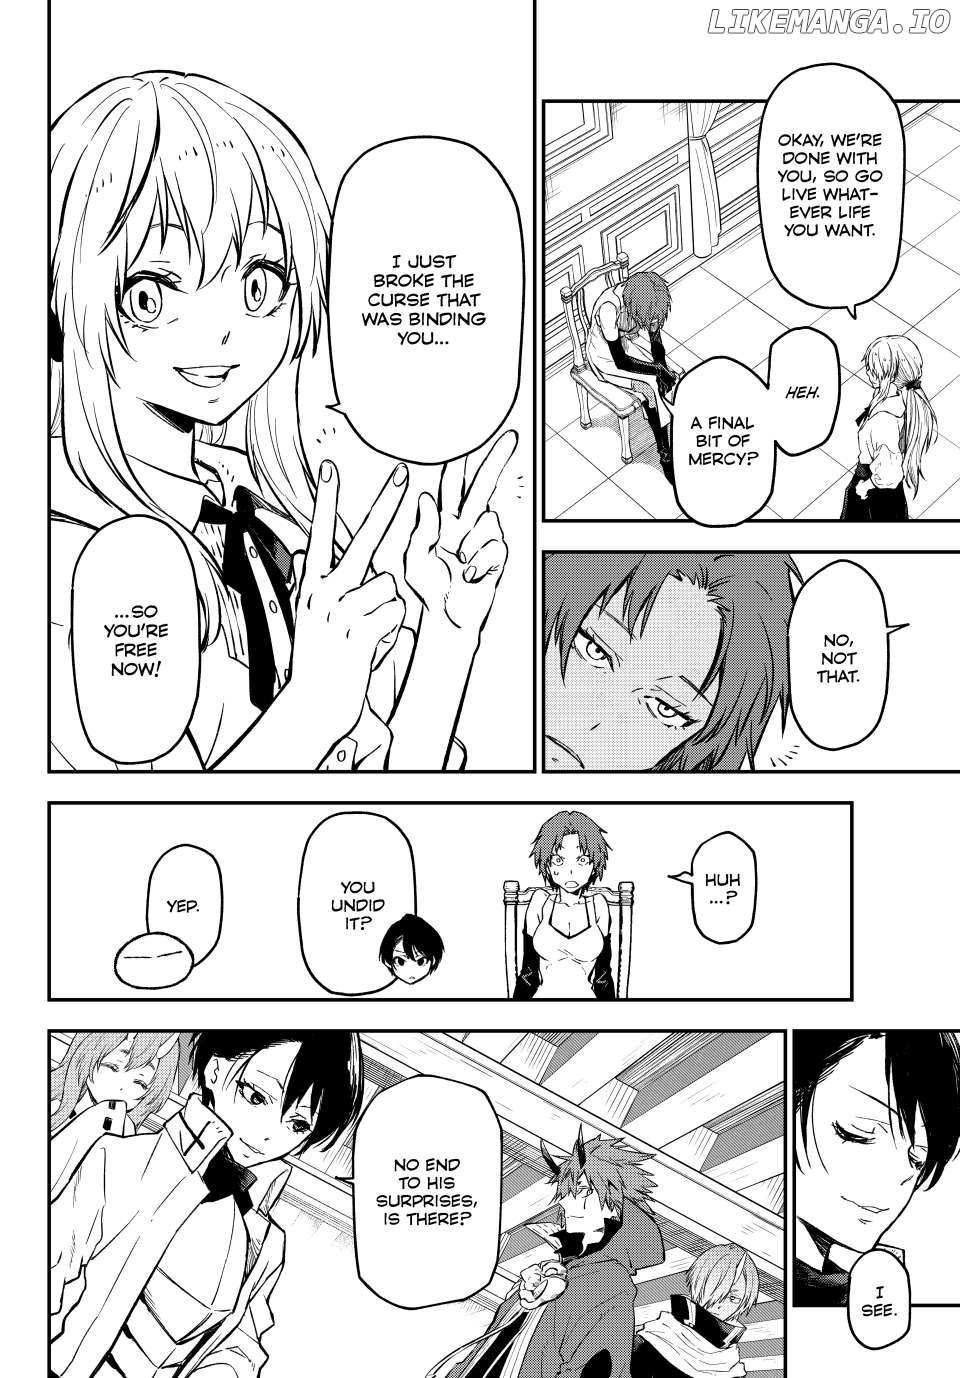 LIKEMANGA.IO
OKAY, WE'RE
DONE WITH
YOU, SO GO
LIVE WHAT-
EVER LIFE
YOU WANT.
HEH.
A FINAL
BIT OF
MERCY?
NO,
NOT
THAT.
I JUST
BROKE THE
CURSE THAT
WAS BINDING
YOU...
...SO
YOU'RE
FREE
NOW!
HUH
...?
YOU
UNDID
IT?
YEP.
I
SEE.
NO END
TO HIS
SURPRISES,
IS THERE?